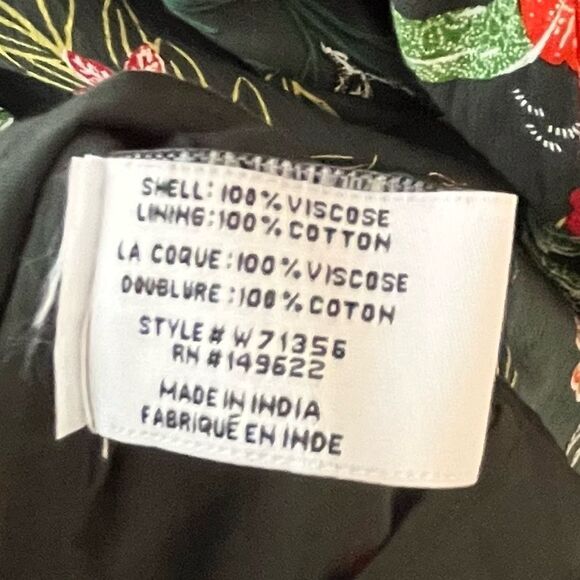 SHELL: 100% VISCOSE
LINING: 100% COTTON
LA COQUE: 100% VISCOSE
DOUBLURE: 100% COTON
STYLE # W 71356
RN # 149622
MADE IN INDIA
FABRIQUÉ EN INDE